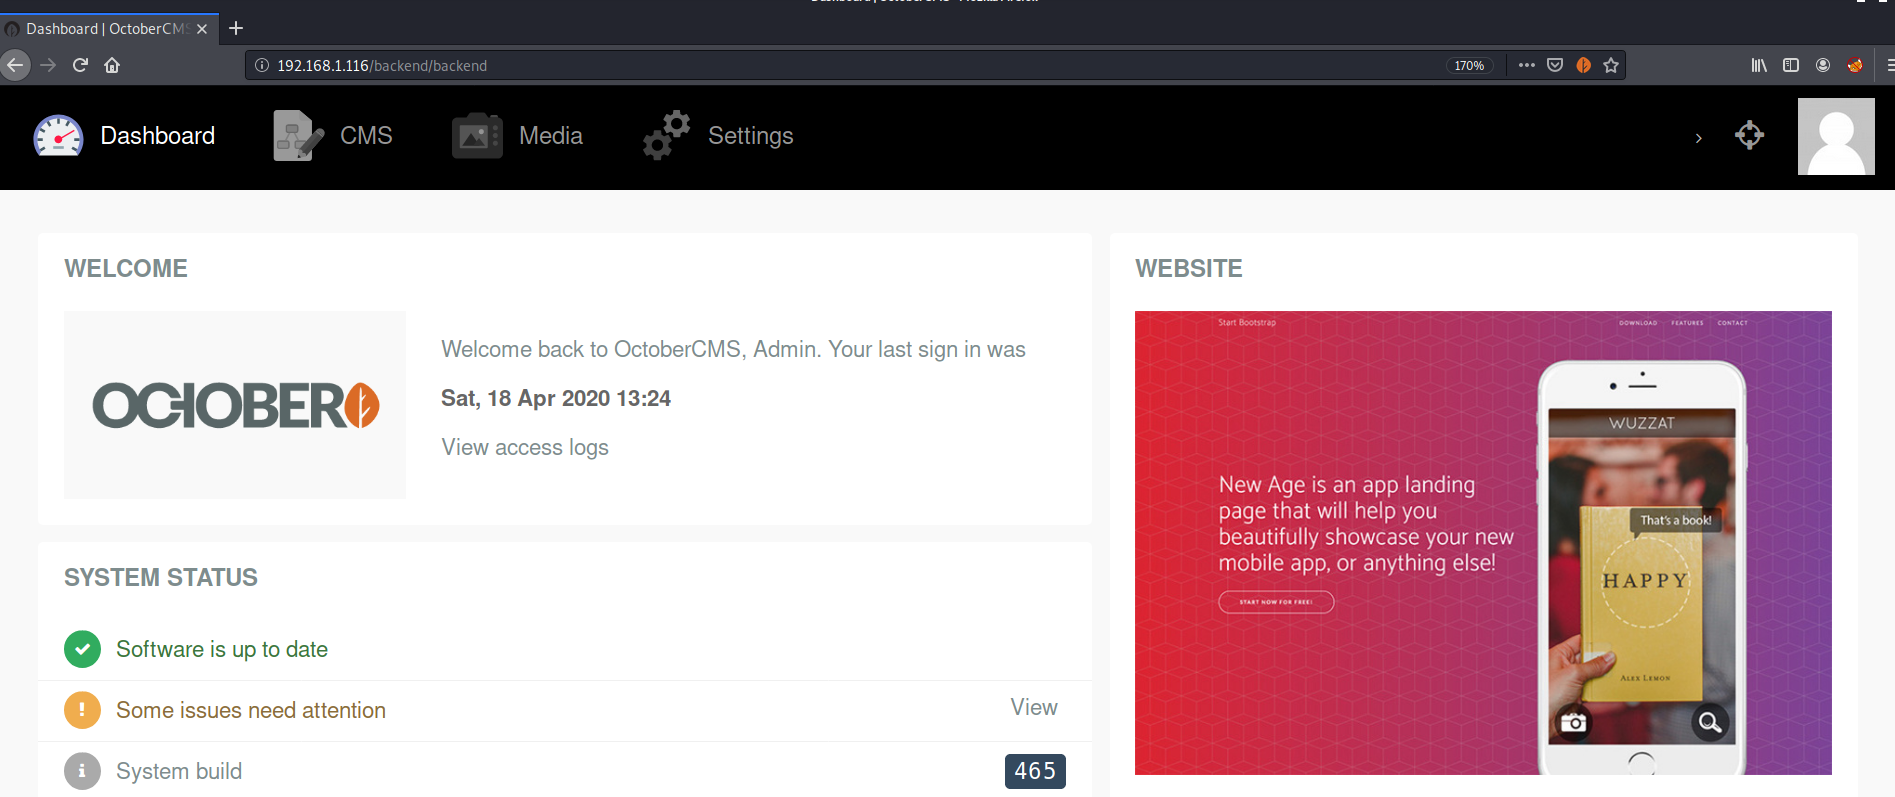 Dashboard | OctoberCMS
192.168.1.116/backend/backend
170%
Dashboard
CMS
Media
Settings
WELCOME
OCTOBER
Welcome back to OctoberCMS, Admin. Your last sign in was
Sat, 18 Apr 2020 13:24
View access logs
SYSTEM STATUS
Software is up to date
Some issues need attention
View
System build
465
WEBSITE
Start Bootstrap
DOWNLOAD FEATURES CONTACT
New Age is an app landing
page that will help you
beautifully showcase your new
mobile app, or anything else!
START NOW FOR FREE!
WUZZAT
That's a book!
HAPPY
ALEX LEMON